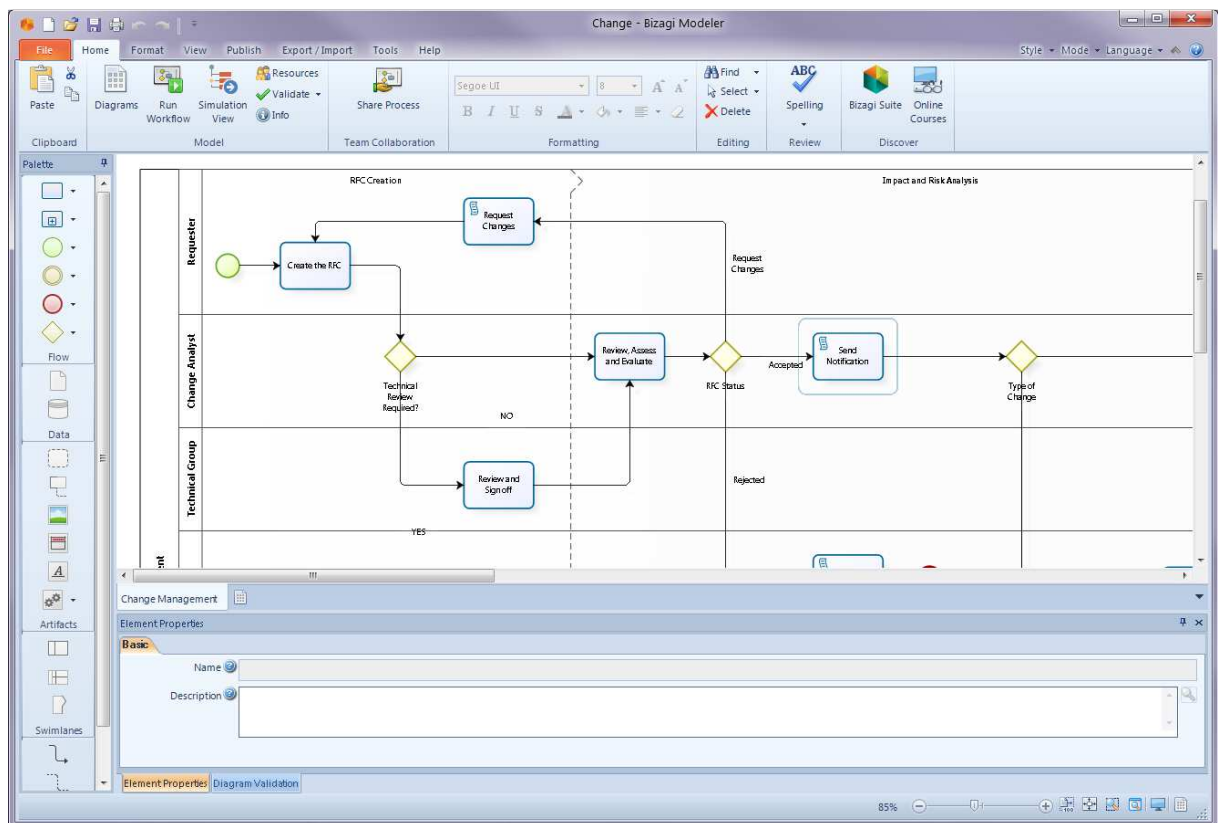 Change - Bizagi Modeler
File Home Format View Publish Export / Import Tools Help Style Mode Language
Paste
Clipboard
Diagrams
Run
Workflow
Simulation
View
Resources
Validate
Info
Model
Share Process
Team Collaboration
Segoe UI 8 A A
B I U S A
Formatting
Find
Select
Delete
Editing
ABC
Spelling
Review
Bizagi Suite
Online
Courses
Discover
Palette
Flow
Data
A
Artifacts
Swimlanes
RFC Creation
Impact and Risk Analysis
Requester
Create the RFC
Request
Changes
Request
Changes
Change Analyst
Technical
Review
Required?
NO
Review, Assess
and Evaluate
RFC Status
Accepted
Send
Notification
Type of
Change
Technical Group
Review and
Sign off
Rejected
YES
Change Management
Element Properties
Basic
Name
Description
Element Properties Diagram Validation
85%